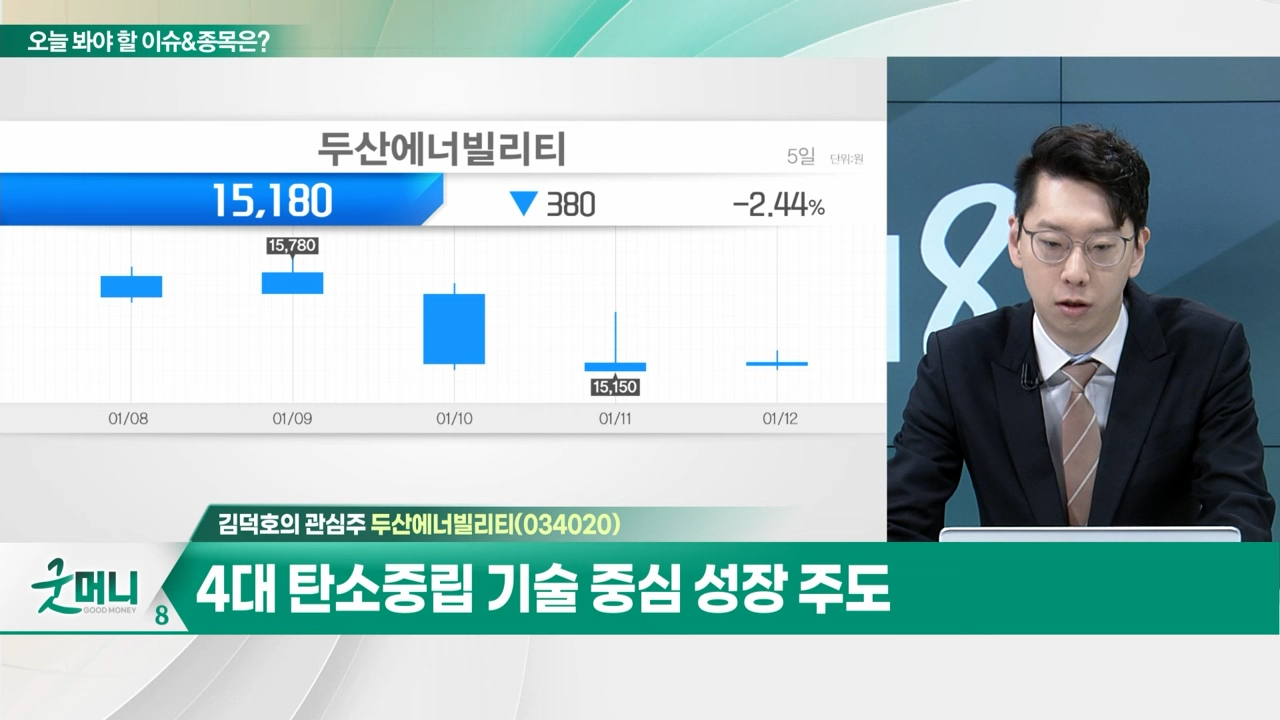 오늘 봐야 할 이슈&종목은?
두산에너빌리티
5일 단위:원
15,180 ▼ 380 -2.44%
15,780
15,150
01/08 01/09 01/10 01/11 01/12
8
김덕호의 관심주 두산에너빌리티(034020)
굿머니
GOOD MONEY
8
4대 탄소중립 기술 중심 성장 주도